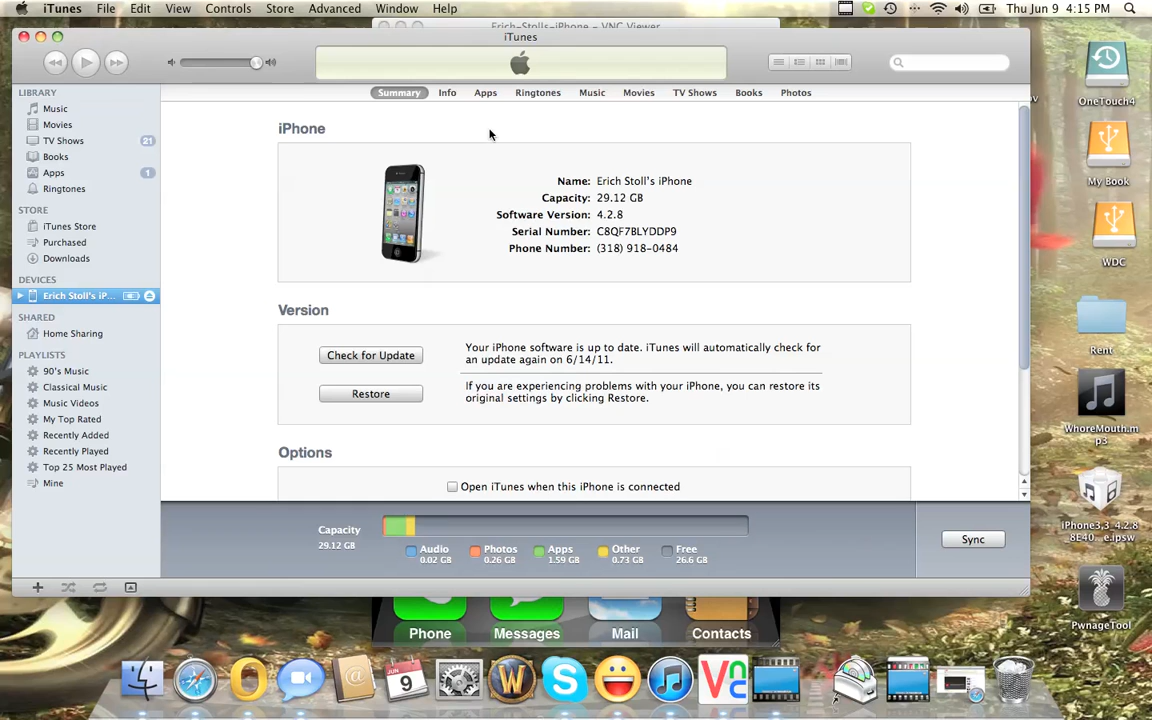 iTunes File Edit View Controls Store Advanced Window Help Thu Jun 9 4:15 PM
Erich-Stolls-iPhone – VNC Viewer
iTunes
LIBRARY
Music
Movies
TV Shows 21
Books
Apps 1
Ringtones
STORE
iTunes Store
Purchased
Downloads
DEVICES
Erich Stoll's iP...
SHARED
Home Sharing
PLAYLISTS
90's Music
Classical Music
Music Videos
My Top Rated
Recently Added
Recently Played
Top 25 Most Played
Mine
Summary Info Apps Ringtones Music Movies TV Shows Books Photos
iPhone
Name: Erich Stoll's iPhone
Capacity: 29.12 GB
Software Version: 4.2.8
Serial Number: C8QF7BLYDDP9
Phone Number: (318) 918-0484
Version
Check for Update
Your iPhone software is up to date. iTunes will automatically check for
an update again on 6/14/11.
Restore
If you are experiencing problems with your iPhone, you can restore its
original settings by clicking Restore.
Options
Open iTunes when this iPhone is connected
Capacity
29.12 GB
Audio
0.02 GB
Photos
0.26 GB
Apps
1.59 GB
Other
0.73 GB
Free
26.6 GB
Sync
OneTouch4
My Book
WDC
Rent
WhoreMouth.m
p3
iPhone3,3_4.2.8
_8E40...e.ipsw
PwnageTool
Phone Messages Mail Contacts
JUN
9